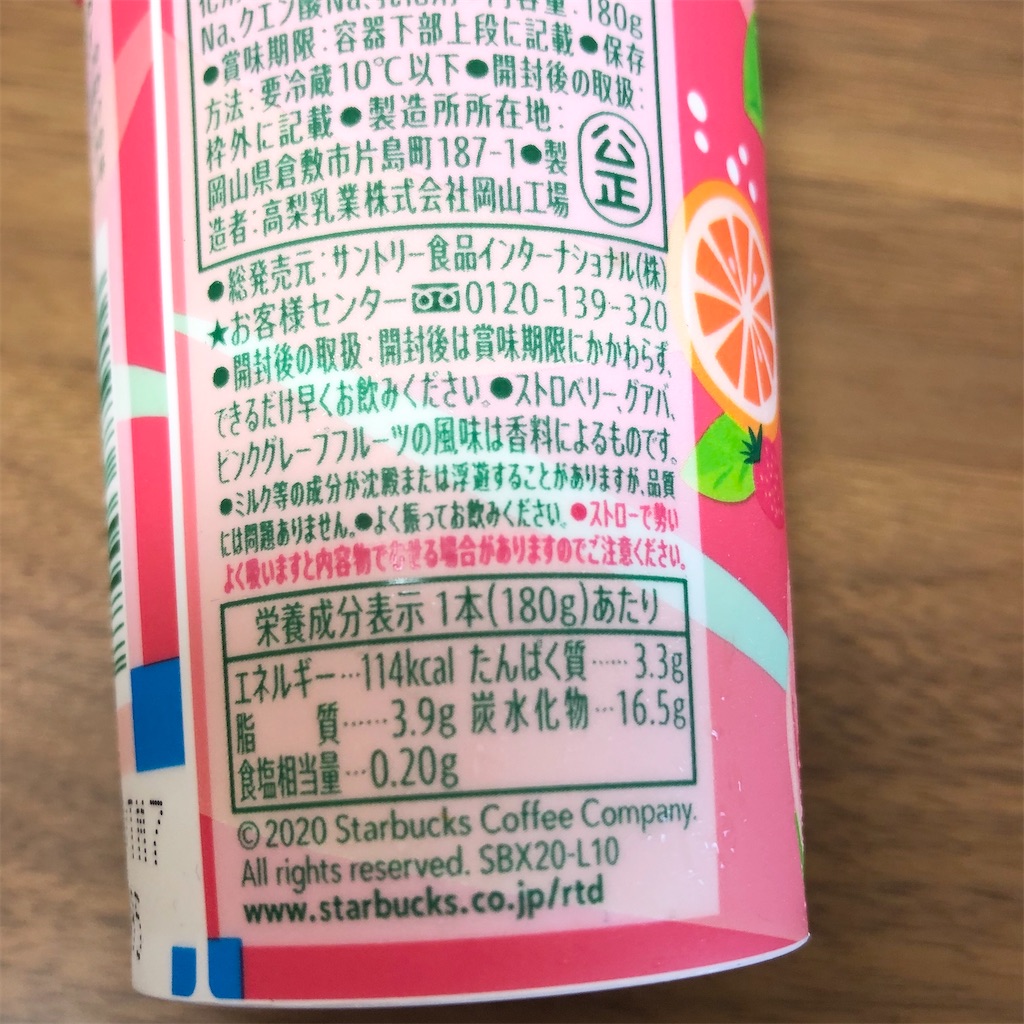 Na、クエン酸Na、 180g
●賞味期限:容器下部上段に記載●保存
方法:要冷蔵10℃以下●開封後の取扱:
枠外に記載●製造所所在地:
岡山県倉敷市片島町187-1●製
造者:高梨乳業株式会社岡山工場
公正
●総発売元:サントリー食品インターナショナル(株)
★お客様センター 0120-139-320
●開封後の取扱:開封後は賞味期限にかかわらず、
できるだけ早くお飲みください。●ストロベリー、グアバ、
ピンクグレープフルーツの風味は香料によるものです。
●ミルク等の成分が沈殿または浮遊することがありますが、品質
には問題ありません。●よく振ってお飲みください。●ストローで勢い
よく吸いますと内容物でむせる場合がありますのでご注意ください。
栄養成分表示 1本(180g)あたり
エネルギー…114kcal たんぱく質……3.3g
脂質……3.9g 炭水化物…16.5g
食塩相当量…0.20g
©2020 Starbucks Coffee Company.
All rights reserved. SBX20-L10
www.starbucks.co.jp/rtd